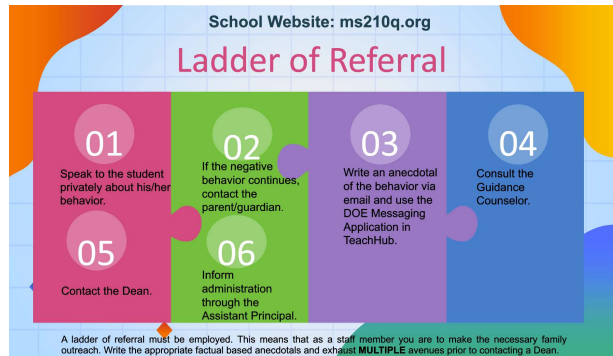 School Website: ms210q.org
Ladder of Referral
01
Speak to the student
privately about his/her
behavior.
02
If the negative
behavior continues,
contact the
parent/guardian.
03
Write an anecdotal
of the behavior via
email and use the
DOE Messaging
Application in
TeachHub.
04
Consult the
Guidance
Counselor.
05
Contact the Dean.
06
Inform
administration
through the
Assistant Principal.
A ladder of referral must be employed. This means that as a staff member you are to make the necessary family
outreach. Write the appropriate factual based anecdotals and exhaust MULTIPLE avenues prior to contacting a Dean.